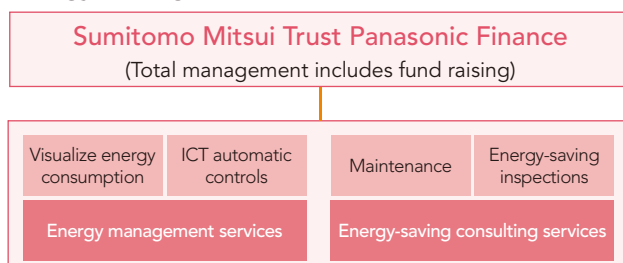 Sumitomo Mitsui Trust Panasonic Finance
(Total management includes fund raising)
Visualize energy
consumption
ICT automatic
controls
Maintenance
Energy-saving
inspections
Energy management services
Energy-saving consulting services